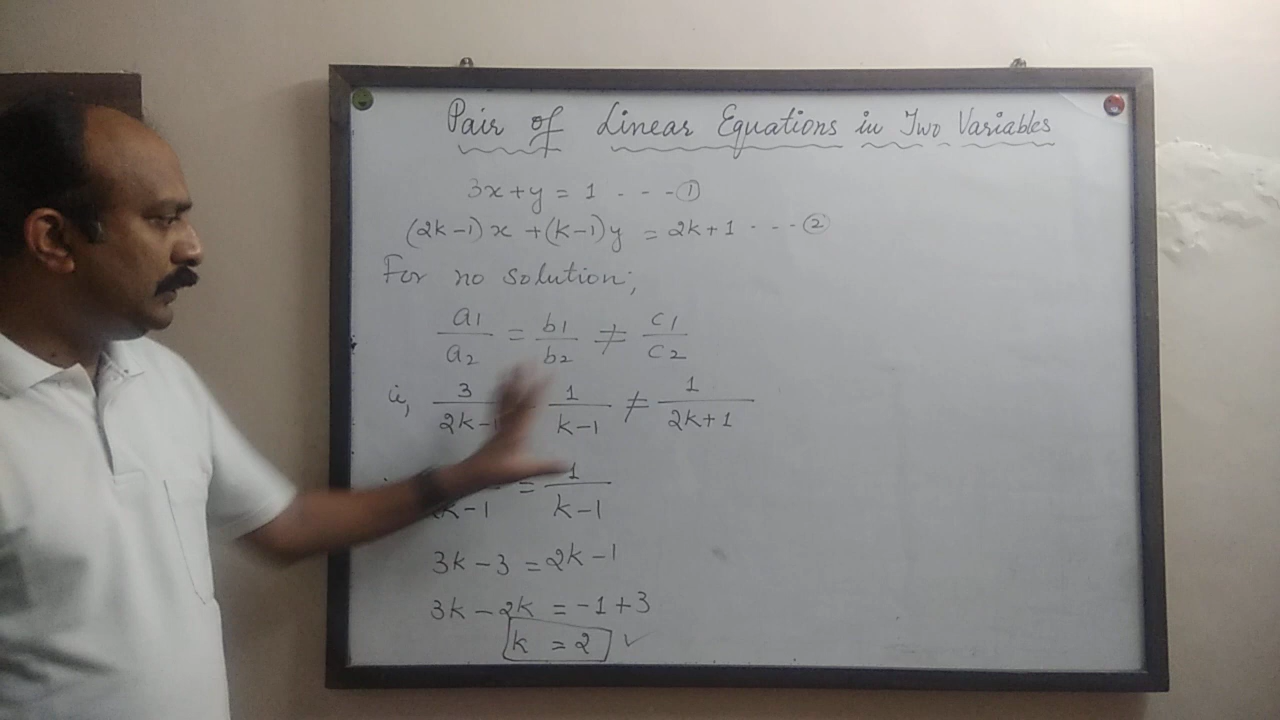 Pair of Linear Equations in Two Variables
3x+y = 1 - - - ①
(2k-1)x +(k-1)y = 2k+1 - - - ②
For no solution;
a1/a2 = b1/b2 ≠ c1/c2
ie, 3/2k-1 1/k-1 ≠ 1/2k+1
k-1 = 1/k-1
3k-3 = 2k-1
3k-2k = -1+3
k = 2 ✓